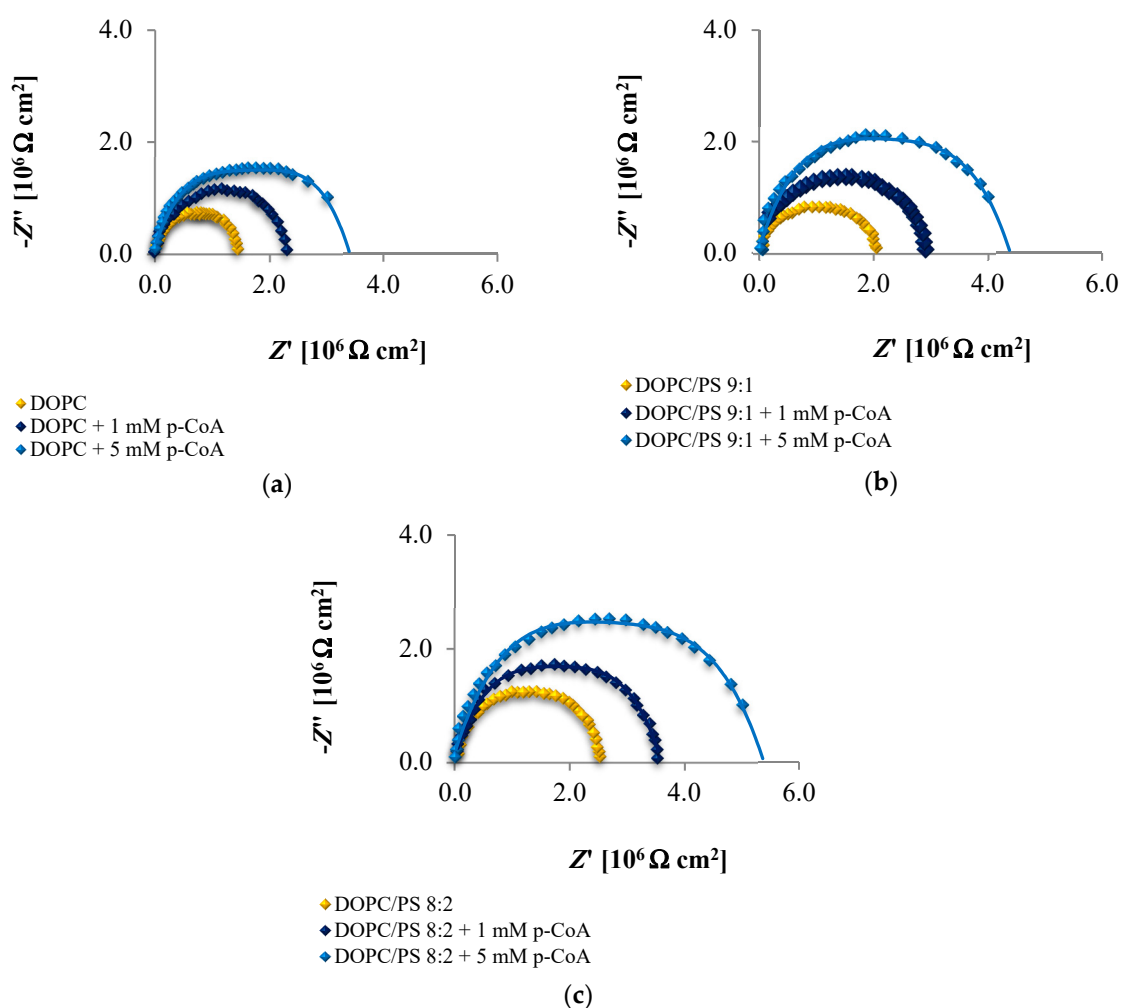 4.0
2.0
0.0
0.0 2.0 4.0 6.0
-Z'' [10⁶ Ω cm²]
Z' [10⁶ Ω cm²]
DOPC
DOPC + 1 mM p-CoA
DOPC + 5 mM p-CoA
(a)
4.0
2.0
0.0
0.0 2.0 4.0 6.0
-Z'' [10⁶ Ω cm²]
Z' [10⁶ Ω cm²]
DOPC/PS 9:1
DOPC/PS 9:1 + 1 mM p-CoA
DOPC/PS 9:1 + 5 mM p-CoA
(b)
4.0
2.0
0.0
0.0 2.0 4.0 6.0
-Z'' [10⁶ Ω cm²]
Z' [10⁶ Ω cm²]
DOPC/PS 8:2
DOPC/PS 8:2 + 1 mM p-CoA
DOPC/PS 8:2 + 5 mM p-CoA
(c)